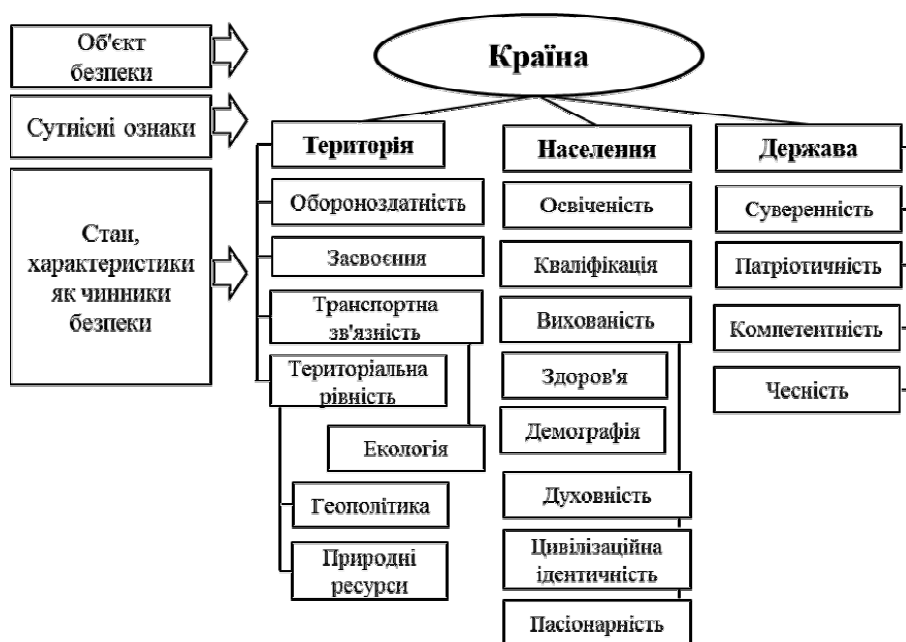 Об'єкт
безпеки
Країна
Сутнісні ознаки
Територія
Населення
Держава
Стан,
характеристики
як чинники
безпеки
Обороноздатність
Засвоєння
Транспортна
зв'язність
Територіальна
рівність
Екологія
Геополітика
Природні
ресурси
Освіченість
Кваліфікація
Вихованість
Здоров'я
Демографія
Духовність
Цивілізаційна
ідентичність
Пасіонарність
Суверенність
Патріотичність
Компетентність
Чесність